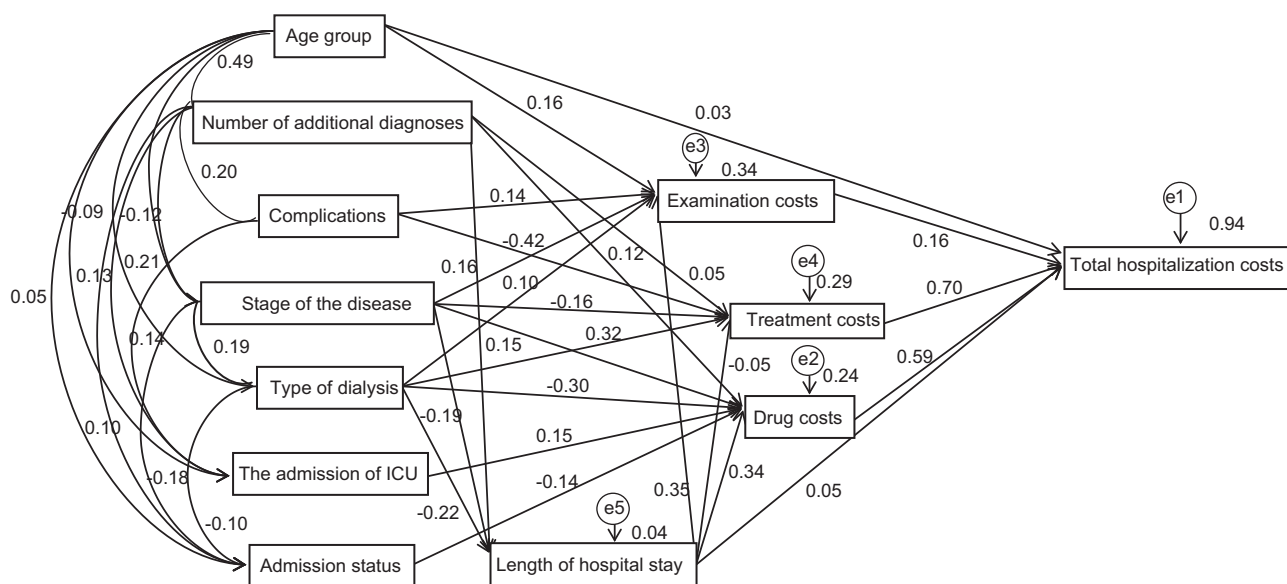 Age group
0.49
0.16
0.03
Number of additional diagnoses
e3
0.34
0.20
Examination costs
0.14
Complications
e1
0.94
-0.09
-0.12
-0.42
0.12
0.16
Total hospitalization costs
0.13
0.21
0.16
0.10
0.05
e4
0.29
0.05
Stage of the disease
-0.16
Treatment costs
0.70
0.14
0.19
0.15
0.32
-0.05
e2
0.24
0.59
Type of dialysis
-0.30
Drug costs
0.10
-0.19
0.15
The admission of ICU
-0.18
-0.14
0.35
0.34
0.05
-0.10
-0.22
e5
0.04
Admission status
Length of hospital stay